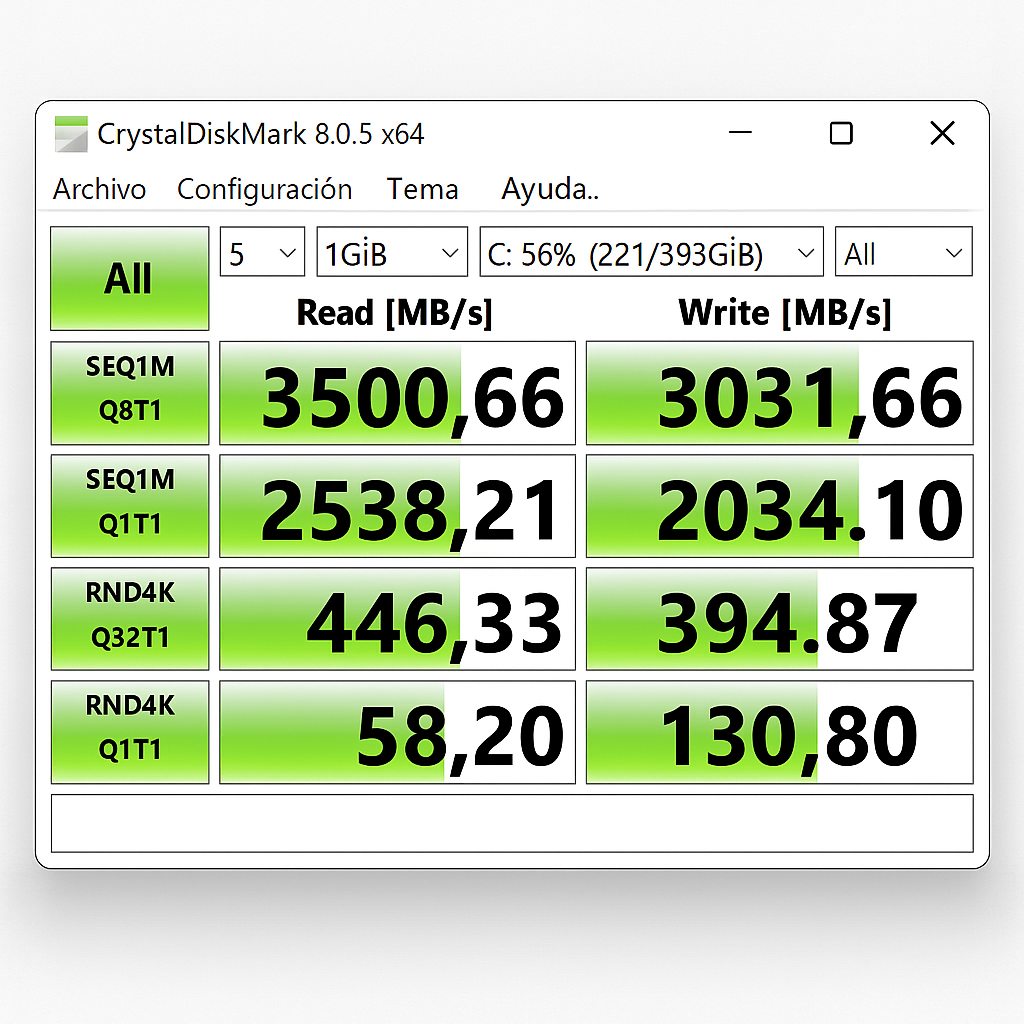 CrystalDiskMark 8.0.5 x64
Archivo Configuración Tema Ayuda..
All 5 1GiB C: 56% (221/393GiB) All
Read [MB/s] Write [MB/s]
SEQ1M
Q8T1 3500,66 3031,66
SEQ1M
Q1T1 2538,21 2034.10
RND4K
Q32T1 446,33 394.87
RND4K
Q1T1 58,20 130,80